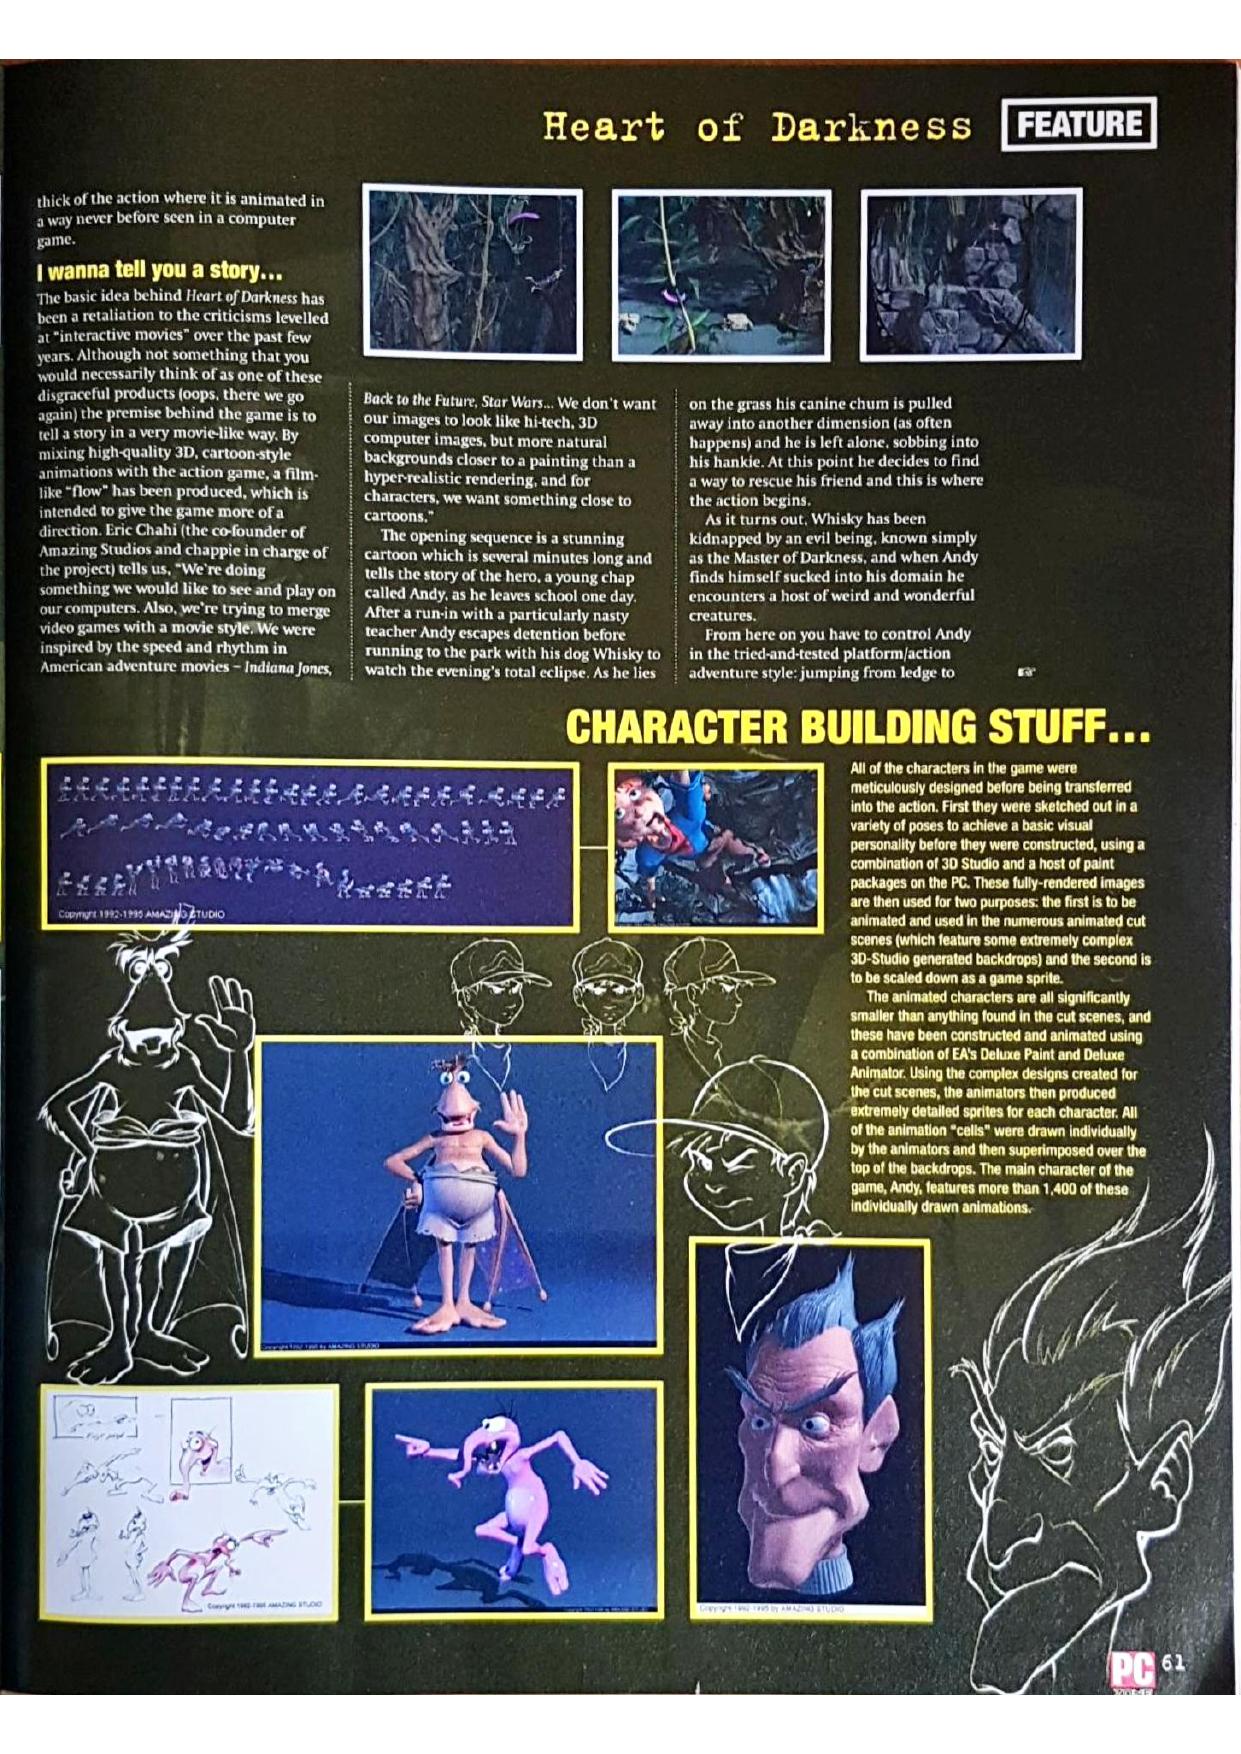 Heart of Darkness FEATURE
thick of the action where it is animated in
a way never before seen in a computer
game.
I wanna tell you a story...
The basic idea behind Heart of Darkness has
been a retaliation to the criticisms levelled
at "interactive movies" over the past few
years. Although not something that you
would necessarily think of as one of these
disgraceful products (oops, there we go
again) the premise behind the game is to
tell a story in a very movie-like way. By
mixing high-quality 3D, cartoon-style
animations with the action game, a film-
like "flow" has been produced, which is
intended to give the game more of a
direction. Eric Chahi (the co-founder of
Amazing Studios and chappie in charge of
the project) tells us, "We're doing
something we would like to see and play on
our computers. Also, we're trying to merge
video games with a movie style. We were
inspired by the speed and rhythm in
American adventure movies – Indiana Jones,
Back to the Future, Star Wars... We don't want
our images to look like hi-tech, 3D
computer images, but more natural
backgrounds closer to a painting than a
hyper-realistic rendering, and for
characters, we want something close to
cartoons."
The opening sequence is a stunning
cartoon which is several minutes long and
tells the story of the hero, a young chap
called Andy, as he leaves school one day.
After a run-in with a particularly nasty
teacher Andy escapes detention before
running to the park with his dog Whisky to
watch the evening's total eclipse. As he lies
on the grass his canine chum is pulled
away into another dimension (as often
happens) and he is left alone, sobbing into
his hankie. At this point he decides to find
a way to rescue his friend and this is where
the action begins.
As it turns out, Whisky has been
kidnapped by an evil being, known simply
as the Master of Darkness, and when Andy
finds himself sucked into his domain he
encounters a host of weird and wonderful
creatures.
From here on you have to control Andy
in the tried-and-tested platform/action
adventure style: jumping from ledge to
CHARACTER BUILDING STUFF...
All of the characters in the game were
meticulously designed before being transferred
into the action. First they were sketched out in a
variety of poses to achieve a basic visual
personality before they were constructed, using a
combination of 3D Studio and a host of paint
packages on the PC. These fully-rendered images
are then used for two purposes: the first is to be
animated and used in the numerous animated cut
scenes (which feature some extremely complex
3D-Studio generated backdrops) and the second is
to be scaled down as a game sprite.
The animated characters are all significantly
smaller than anything found in the cut scenes, and
these have been constructed and animated using
a combination of EA's Deluxe Paint and Deluxe
Animator. Using the complex designs created for
the cut scenes, the animators then produced
extremely detailed sprites for each character. All
of the animation "cells" were drawn individually
by the animators and then superimposed over the
top of the backdrops. The main character of the
game, Andy, features more than 1,400 of these
individually drawn animations.
Copyright 1992-1995 AMAZING STUDIO
Copyright 1992-1995 by AMAZING STUDIO
Copyright 1992-1995 AMAZING STUDIO
Copyright 1992-1995 by AMAZING STUDIO
PC
61